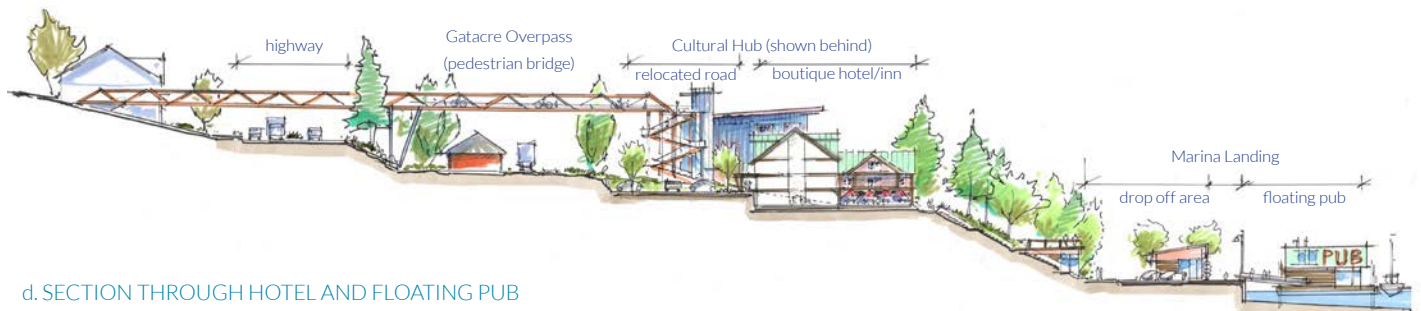 highway
Gatacre Overpass
(pedestrian bridge)
Cultural Hub (shown behind)
relocated road
boutique hotel/inn
Marina Landing
drop off area
floating pub
PUB
d. SECTION THROUGH HOTEL AND FLOATING PUB